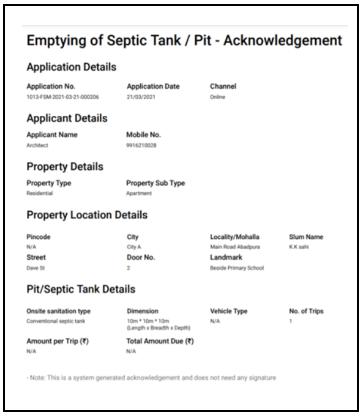 Emptying of Septic Tank / Pit - Acknowledgement
Application Details
Application No. Application Date Channel
1013-FSM-2021-03-21-000206 21/03/2021 Online
Applicant Details
Applicant Name Mobile No.
Architect 9916210028
Property Details
Property Type Property Sub Type
Residential Apartment
Property Location Details
Pincode City Locality/Mohalla Slum Name
N/A City A Main Road Abadpura K.K sahi
Street Door No. Landmark
Dave St 2 Beside Primary School
Pit/Septic Tank Details
Onsite sanitation type Dimension Vehicle Type No. of Trips
Conventional septic tank 10m * 10m * 10m N/A 1
(Length x Breadth x Depth)
Amount per Trip (₹) Total Amount Due (₹)
N/A N/A
- Note: This is a system generated acknowledgement and does not need any signature